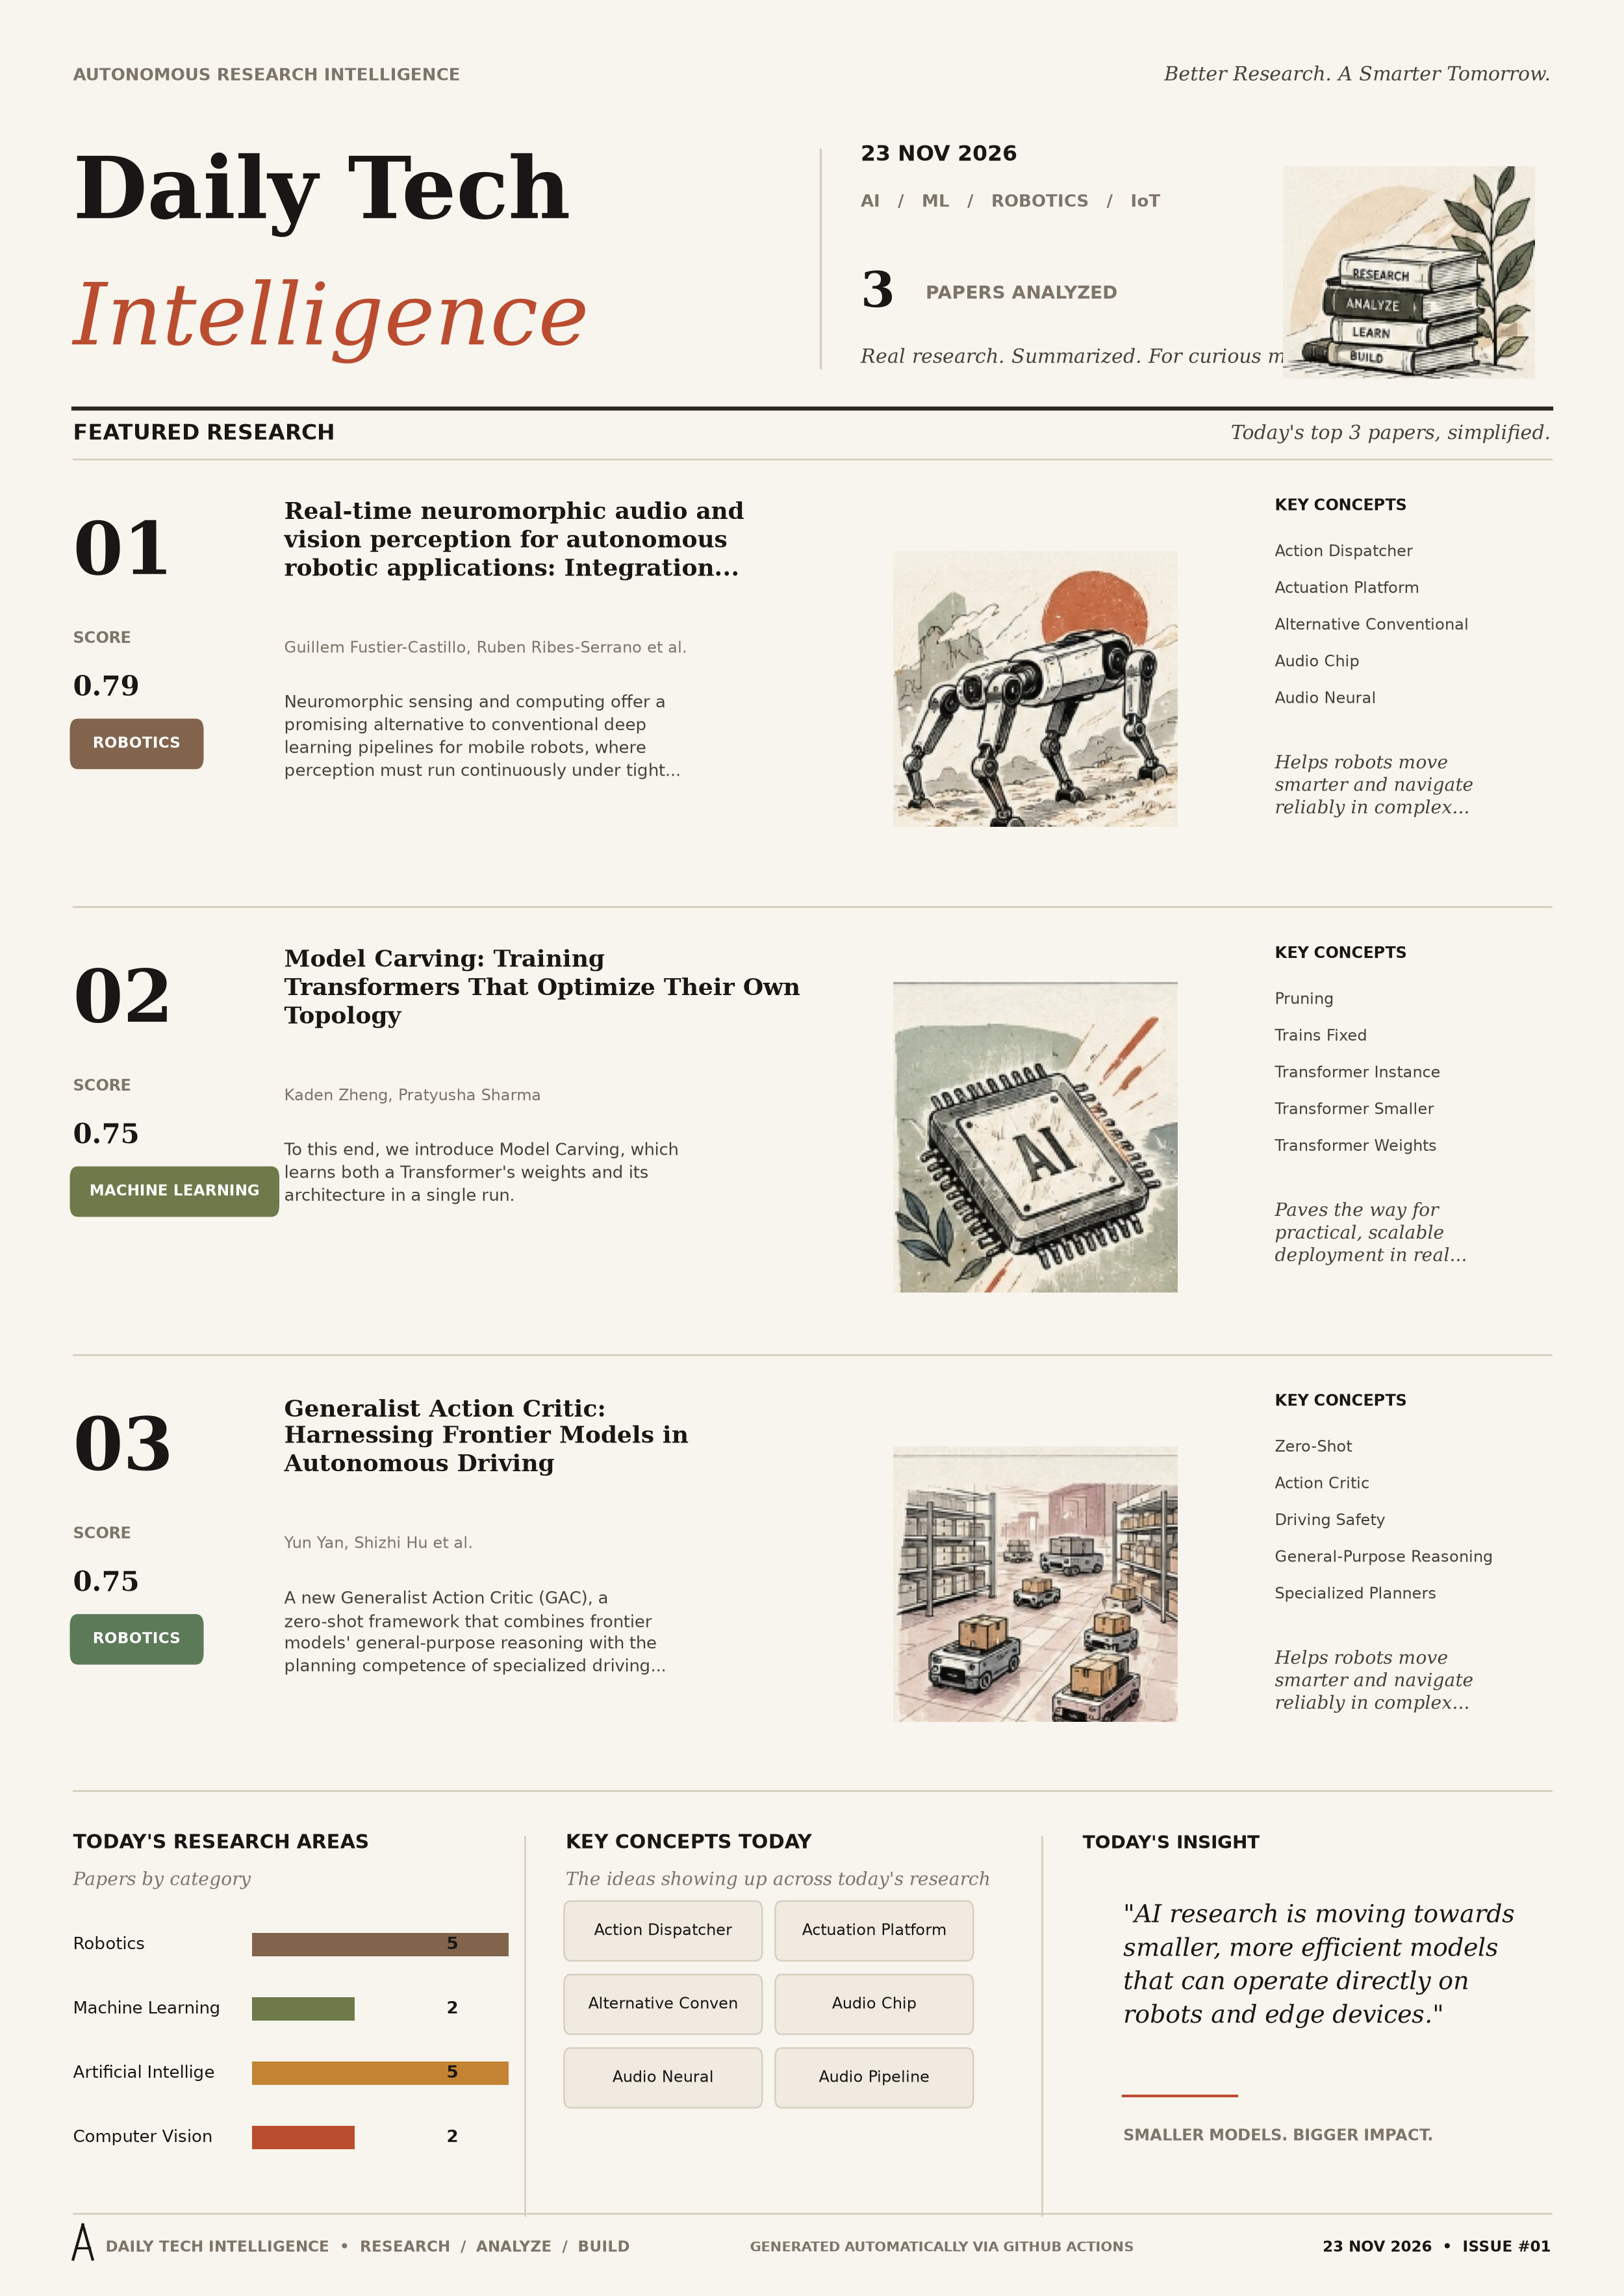 AUTONOMOUS RESEARCH INTELLIGENCE
Better Research. A Smarter Tomorrow.
Daily Tech
Intelligence
23 NOV 2026
AI / ML / ROBOTICS / IoT
3 PAPERS ANALYZED
Real research. Summarized. For curious m
RESEARCH
ANALYZE
LEARN
BUILD
FEATURED RESEARCH
Today's top 3 papers, simplified.
01
SCORE
0.79
ROBOTICS
Real-time neuromorphic audio and
vision perception for autonomous
robotic applications: Integration...
Guillem Fustier-Castillo, Ruben Ribes-Serrano et al.
Neuromorphic sensing and computing offer a
promising alternative to conventional deep
learning pipelines for mobile robots, where
perception must run continuously under tight...
KEY CONCEPTS
Action Dispatcher
Actuation Platform
Alternative Conventional
Audio Chip
Audio Neural
Helps robots move
smarter and navigate
reliably in complex...
02
SCORE
0.75
MACHINE LEARNING
Model Carving: Training
Transformers That Optimize Their Own
Topology
Kaden Zheng, Pratyusha Sharma
To this end, we introduce Model Carving, which
learns both a Transformer's weights and its
architecture in a single run.
AI
KEY CONCEPTS
Pruning
Trains Fixed
Transformer Instance
Transformer Smaller
Transformer Weights
Paves the way for
practical, scalable
deployment in real...
03
SCORE
0.75
ROBOTICS
Generalist Action Critic:
Harnessing Frontier Models in
Autonomous Driving
Yun Yan, Shizhi Hu et al.
A new Generalist Action Critic (GAC), a
zero-shot framework that combines frontier
models' general-purpose reasoning with the
planning competence of specialized driving...
KEY CONCEPTS
Zero-Shot
Action Critic
Driving Safety
General-Purpose Reasoning
Specialized Planners
Helps robots move
smarter and navigate
reliably in complex...
TODAY'S RESEARCH AREAS
Papers by category
Robotics 5
Machine Learning 2
Artificial Intellige 5
Computer Vision 2
KEY CONCEPTS TODAY
The ideas showing up across today's research
Action Dispatcher
Actuation Platform
Alternative Conven
Audio Chip
Audio Neural
Audio Pipeline
TODAY'S INSIGHT
"AI research is moving towards
smaller, more efficient models
that can operate directly on
robots and edge devices."
SMALLER MODELS. BIGGER IMPACT.
A DAILY TECH INTELLIGENCE • RESEARCH / ANALYZE / BUILD
GENERATED AUTOMATICALLY VIA GITHUB ACTIONS
23 NOV 2026 • ISSUE #01